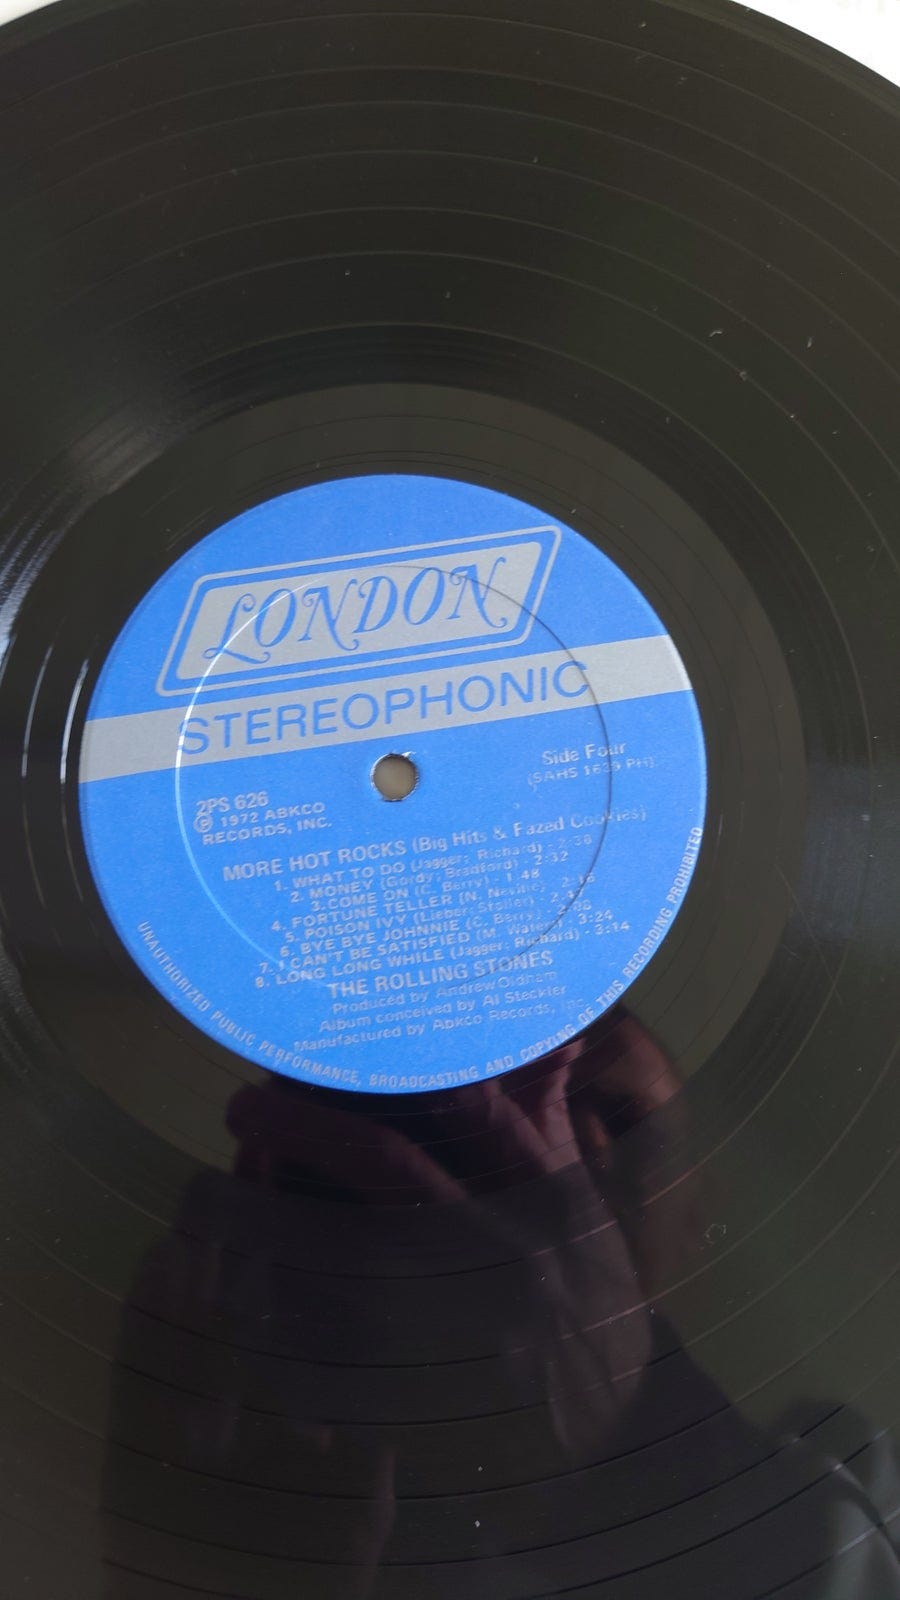 LONDON
STEREOPHONIC
Side Four
2PS 626
℗ 1972 ABKCO
RECORDS, INC.
MORE HOT ROCKS (Big Hits & Fazed Cookies)
1. WHAT TO DO (Jagger; Richard) - 2:30
2. MONEY (Gordy; Bradford) - 2:32
3. COME ON (C. Berry) - 1:48
4. FORTUNE TELLER (N. Neville)
5. POISON IVY (Lieber; Stoller)
6. BYE BYE JOHNNIE (C. Berry)
7. I CAN'T BE SATISFIED (M. Waters) 3:24
8. LONG LONG WHILE (Jagger; Richard) - 3:14
THE ROLLING STONES
Produced by Andrew Oldham
Album conceived by Al Steckler
Manufactured by Abkco Records, Inc.
UNAUTHORIZED PUBLIC PERFORMANCE, BROADCASTING AND COPYING OF THIS RECORDING PROHIBITED